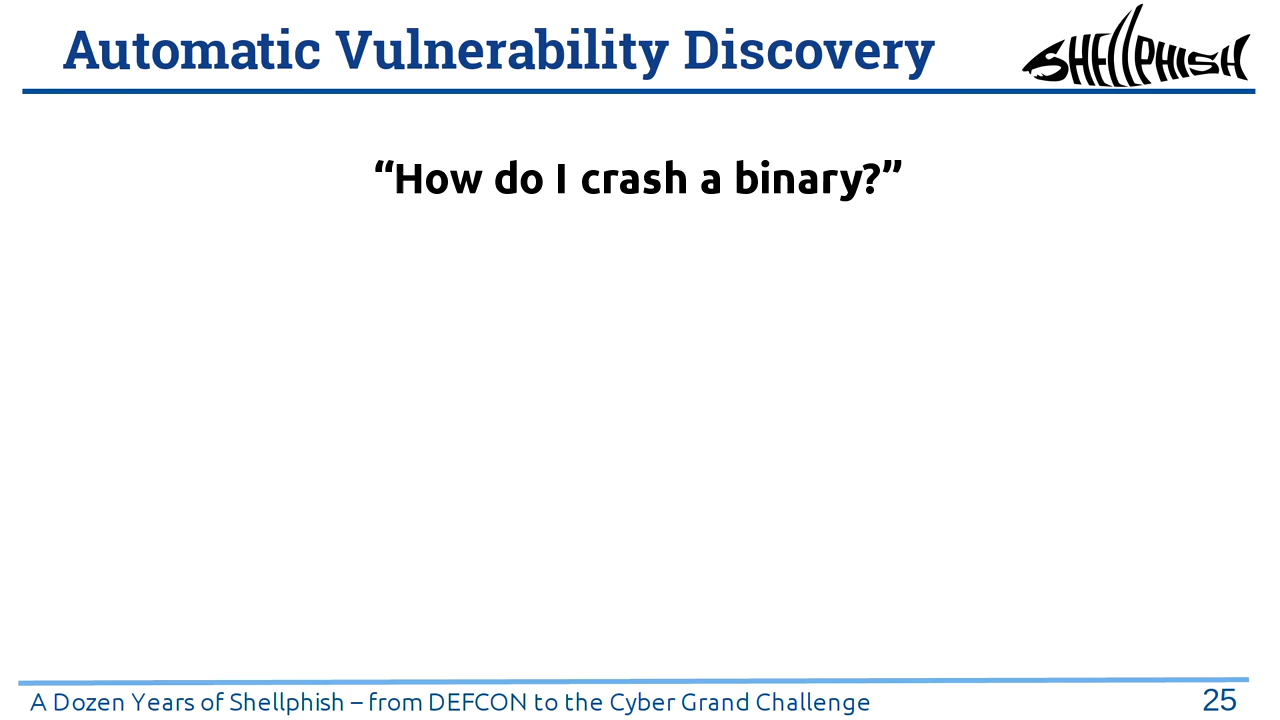 Automatic Vulnerability Discovery
SHELLPHISH
“How do I crash a binary?”
A Dozen Years of Shellphish – from DEFCON to the Cyber Grand Challenge
25